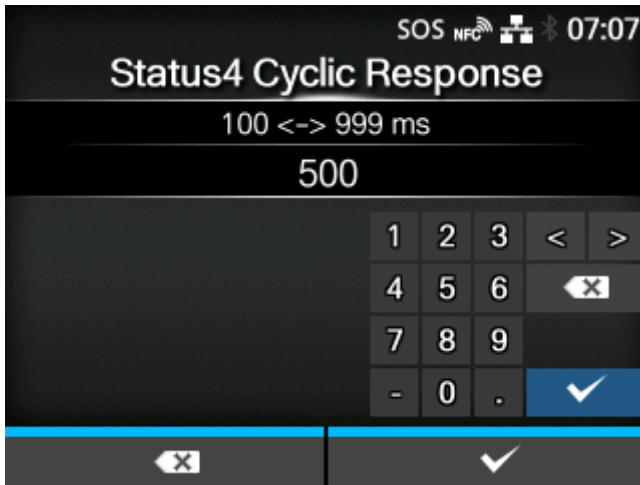 SOS NFC 07:07
Status4 Cyclic Response
100 <-> 999 ms
500
1 2 3 < >
4 5 6
7 8 9
- 0 .